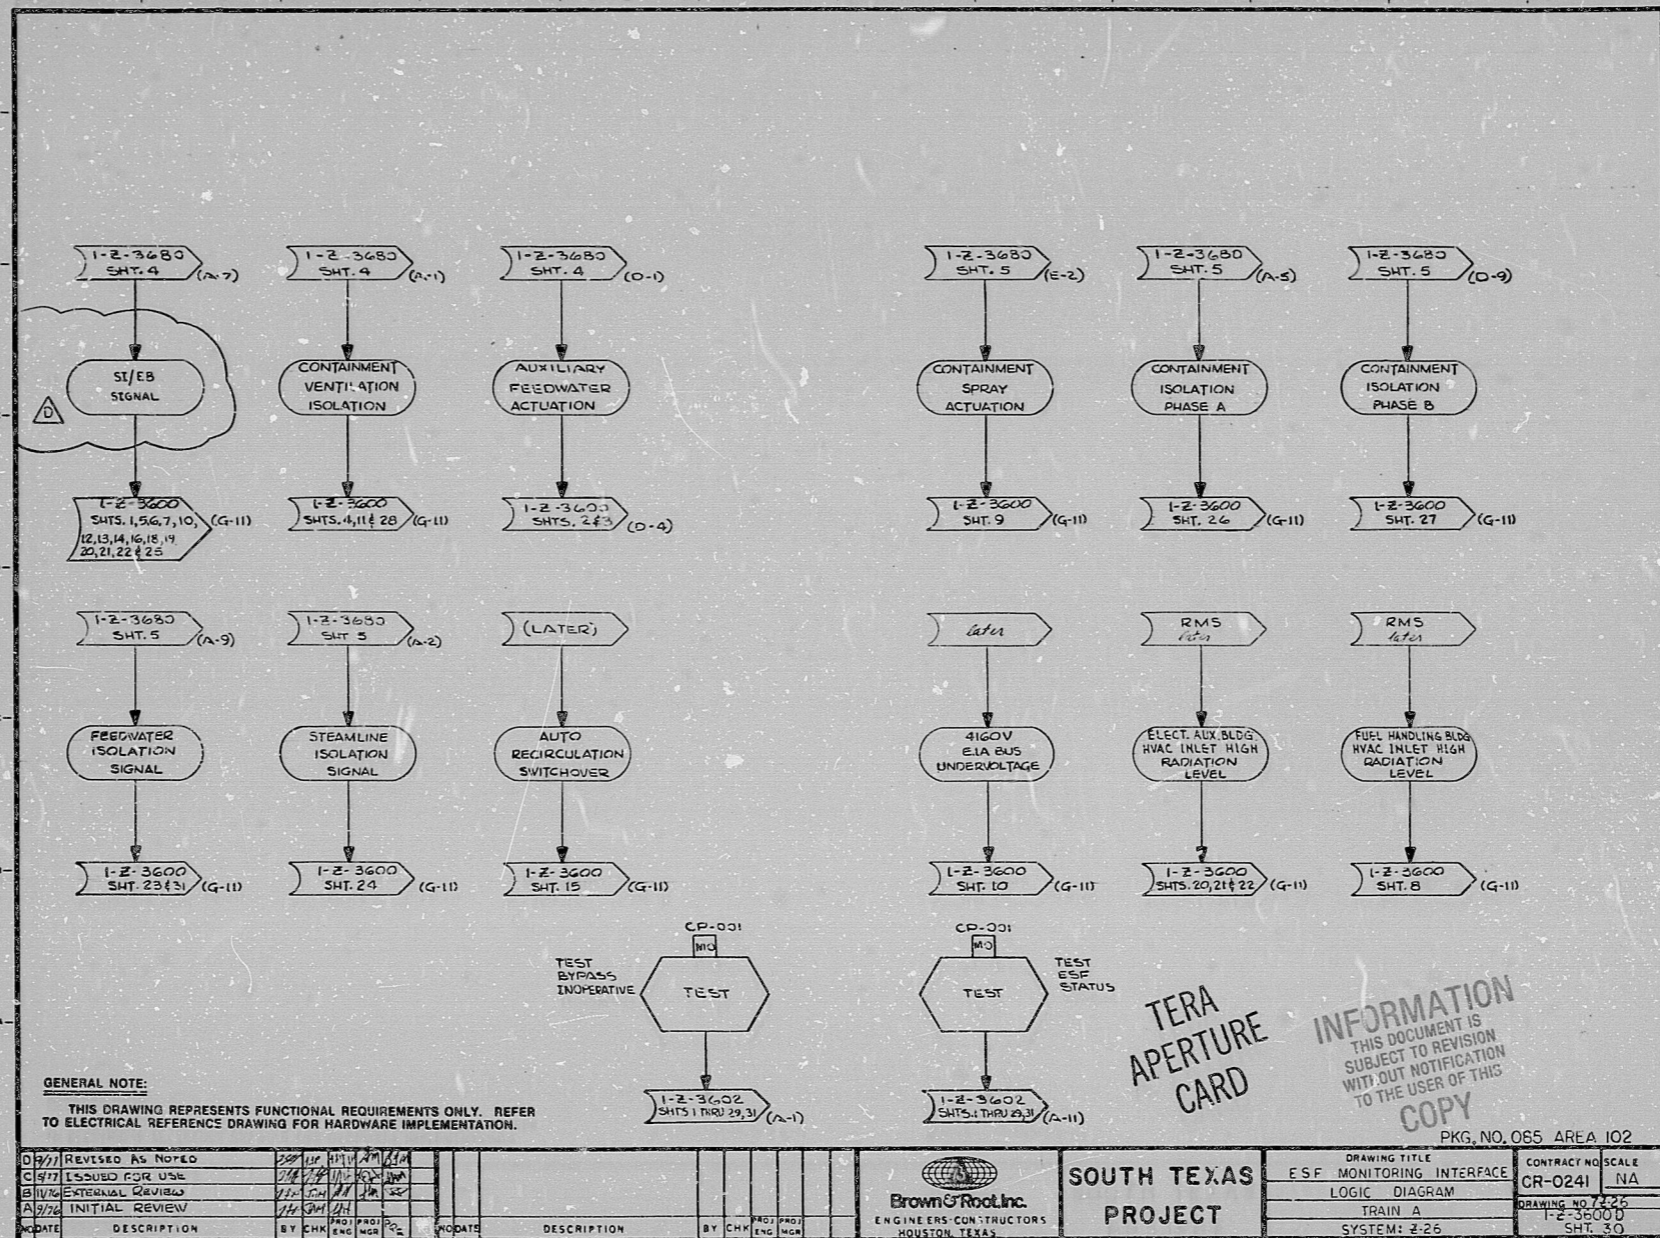 1-Z-3680
SHT. 4
(A-7)
1-Z-3680
SHT. 4
(A-1)
1-Z-3680
SHT. 4
(D-1)
1-Z-3680
SHT. 5
(E-2)
1-Z-3680
SHT. 5
(A-5)
1-Z-3680
SHT. 5
(D-9)
SI/EB
SIGNAL
D
CONTAINMENT
VENTILATION
ISOLATION
AUXILIARY
FEEDWATER
ACTUATION
CONTAINMENT
SPRAY
ACTUATION
CONTAINMENT
ISOLATION
PHASE A
CONTAINMENT
ISOLATION
PHASE B
1-Z-3600
SHTS. 1,5,6,7,10,
12,13,14,16,18,19,
20,21,22 & 25
(G-11)
1-Z-3600
SHTS. 4,11 & 28
(G-11)
1-Z-3600
SHTS. 2 & 3
(D-4)
1-Z-3600
SHT. 9
(G-11)
1-Z-3600
SHT. 26
(G-11)
1-Z-3600
SHT. 27
(G-11)
1-Z-3680
SHT. 5
(A-9)
1-Z-3680
SHT 5
(A-2)
(LATER)
later
RMS
later
RMS
later
FEEDWATER
ISOLATION
SIGNAL
STEAMLINE
ISOLATION
SIGNAL
AUTO
RECIRCULATION
SWITCHOVER
4160V
E1A BUS
UNDERVOLTAGE
ELECT. AUX. BLDG.
HVAC INLET HIGH
RADIATION
LEVEL
FUEL HANDLING BLDG
HVAC INLET HIGH
RADIATION
LEVEL
1-Z-3600
SHT. 23 & 31
(G-11)
1-Z-3600
SHT. 24
(G-11)
1-Z-3600
SHT. 15
(G-11)
1-Z-3600
SHT. 10
(G-11)
1-Z-3600
SHTS. 20,21 & 22
(G-11)
1-Z-3600
SHT. 8
(G-11)
CP-001
MO
TEST
BYPASS
INOPERATIVE
TEST
1-Z-3602
SHTS 1 THRU 29,31
(A-1)
CP-001
MO
TEST
TEST
ESF
STATUS
1-Z-3602
SHTS. 1 THRU 29,31
(A-11)
TERA
APERTURE
CARD
INFORMATION
THIS DOCUMENT IS
SUBJECT TO REVISION
WITHOUT NOTIFICATION
TO THE USER OF THIS
COPY
GENERAL NOTE:
THIS DRAWING REPRESENTS FUNCTIONAL REQUIREMENTS ONLY. REFER
TO ELECTRICAL REFERENCE DRAWING FOR HARDWARE IMPLEMENTATION.
PKG. NO. 065 AREA 102
D 9/77 REVISED AS NOTED
C 5/77 ISSUED FOR USE
B 11/76 EXTERNAL REVIEW
A 9/76 INITIAL REVIEW
NO DATE DESCRIPTION BY CHK PROJ ENG PROJ MGR
NO DATE DESCRIPTION BY CHK PROJ ENG PROJ MGR
Brown & Root, Inc.
ENGINEERS-CONSTRUCTORS
HOUSTON, TEXAS
SOUTH TEXAS
PROJECT
DRAWING TITLE
ESF MONITORING INTERFACE
LOGIC DIAGRAM
TRAIN A
SYSTEM: Z-26
CONTRACT NO
CR-0241
SCALE
NA
DRAWING NO.
1-Z-3600
SHT. 30